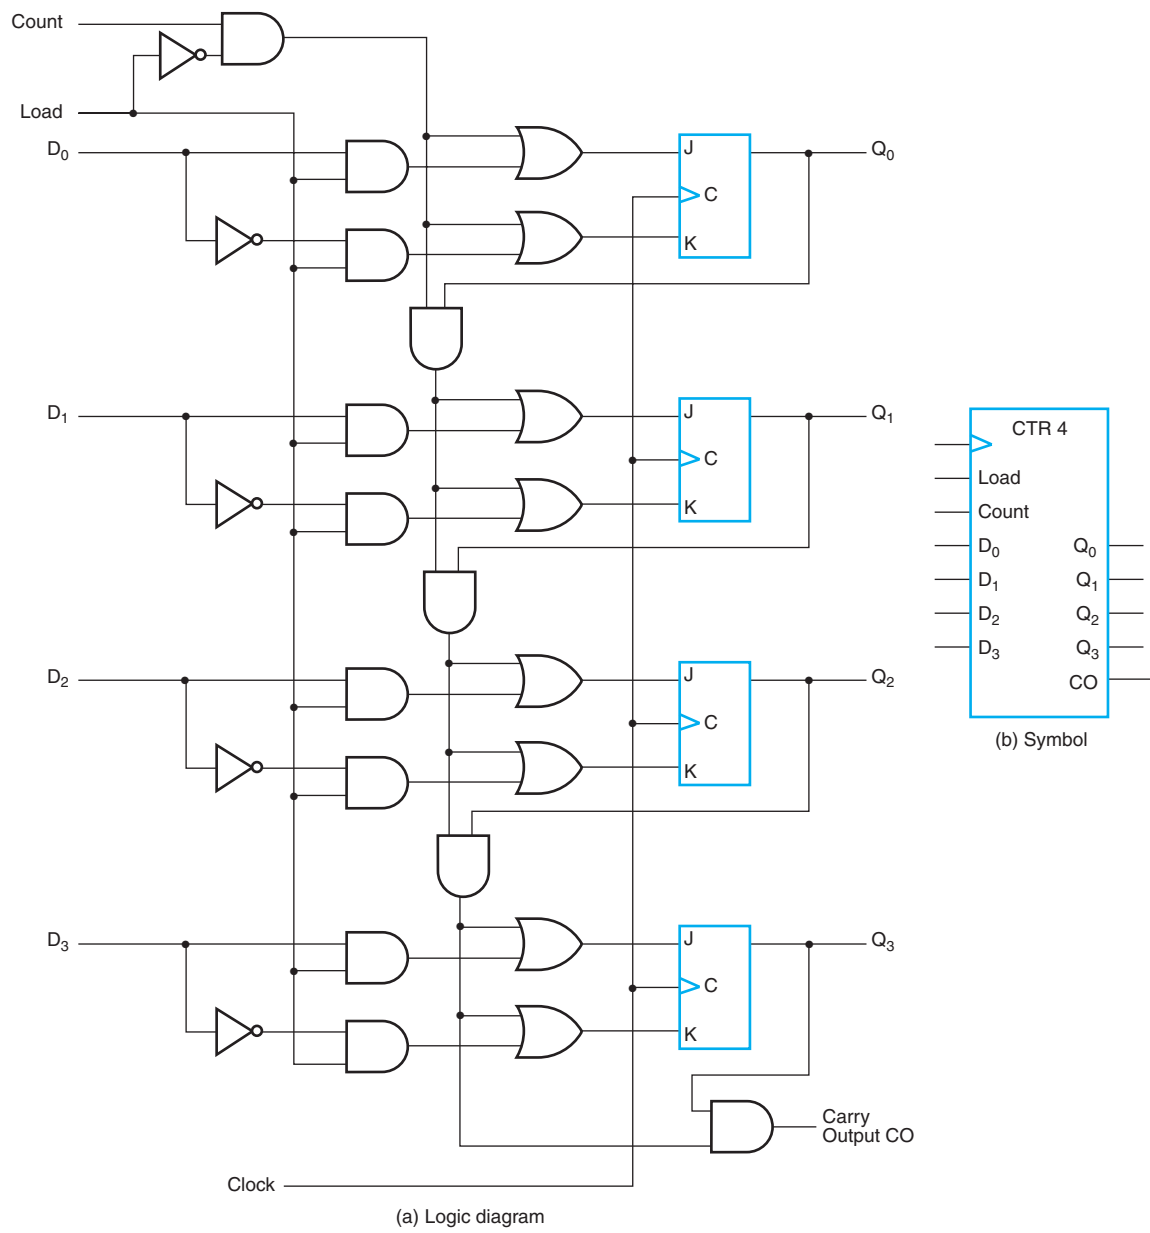 Count
Load
D0
J
C
K
Q0
D1
J
C
K
Q1
D2
J
C
K
Q2
D3
J
C
K
Q3
Carry
Output CO
Clock
(a) Logic diagram
CTR 4
Load
Count
D0
D1
D2
D3
Q0
Q1
Q2
Q3
CO
(b) Symbol